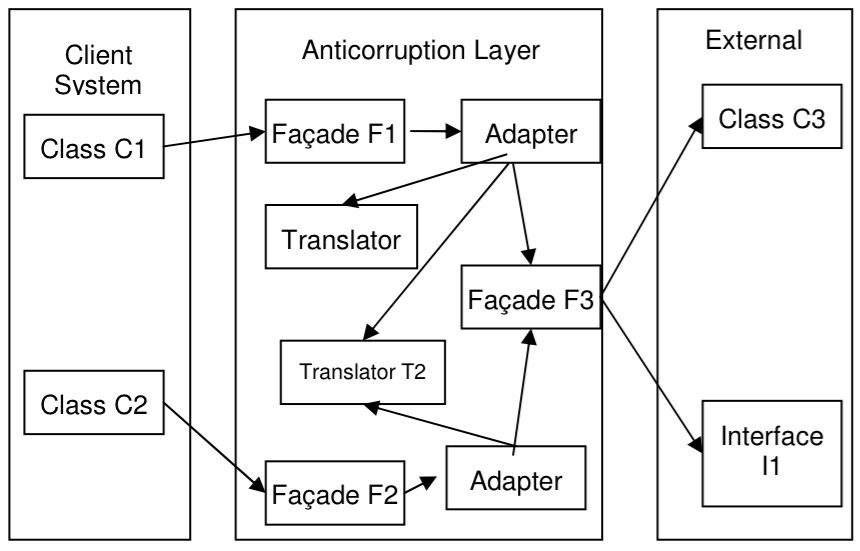 Client
Svstem
Anticorruption Layer
External
Class C1
Façade F1
Adapter
Class C3
Translator
Façade F3
Translator T2
Class C2
Interface
I1
Façade F2
Adapter